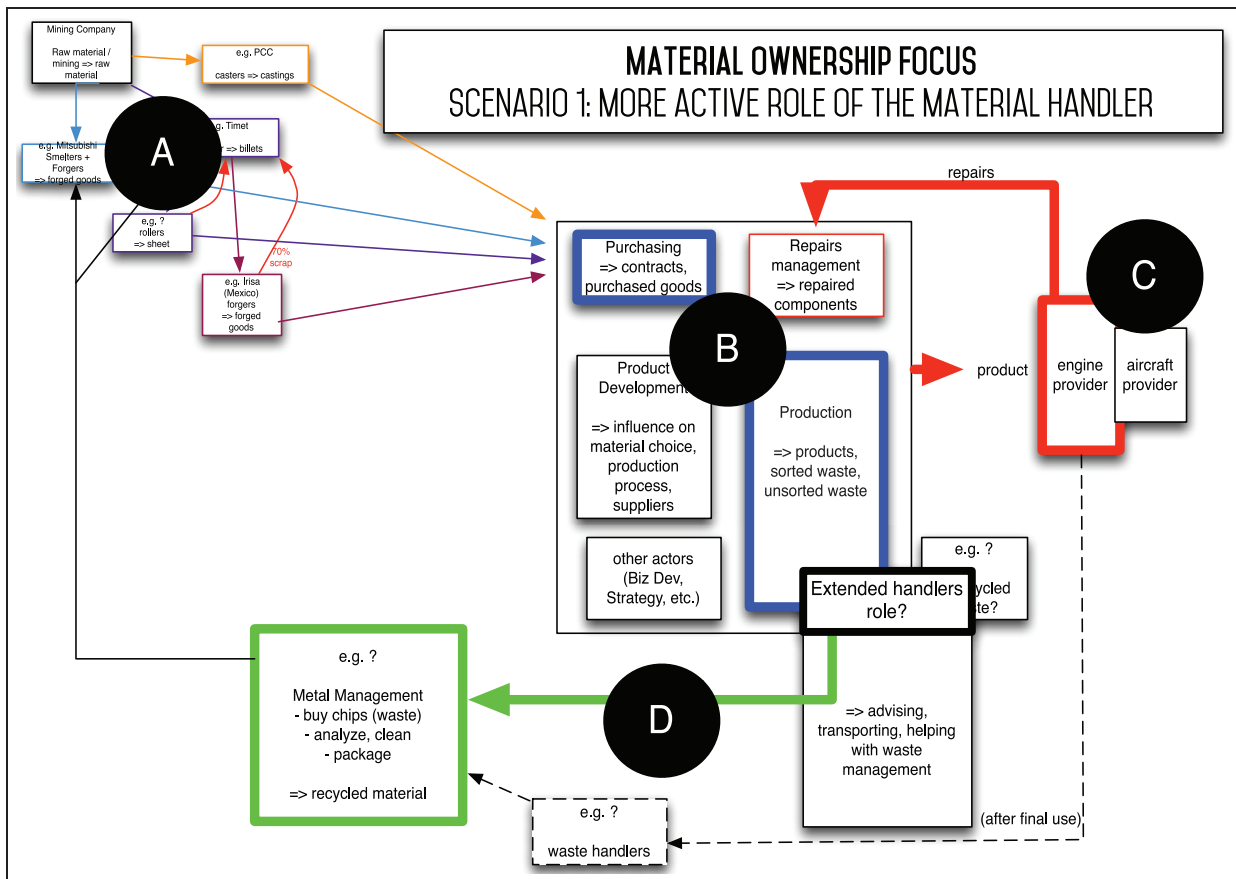 Mining Company
Raw material /
mining => raw
material
e.g. PCC
casters => castings
MATERIAL OWNERSHIP FOCUS
SCENARIO 1: MORE ACTIVE ROLE OF THE MATERIAL HANDLER
A
Timet
=> billets
e.g. Mitsubishi
Smelters +
Forgers
=> forged goods
e.g. ?
rollers
=> sheet
70%
scrap
e.g. Irisa
(Mexico)
forgers
=> forged
goods
repairs
Purchasing
=> contracts,
purchased goods
Repairs
management
=> repaired
components
C
B
Product
Development
=> influence on
material choice,
production
process,
suppliers
Production
=> products,
sorted waste,
unsorted waste
product
engine
provider
aircraft
provider
other actors
(Biz Dev,
Strategy, etc.)
e.g. ?
Extended handlers
role?
e.g. ?
Metal Management
- buy chips (waste)
- analyze, clean
- package
=> recycled material
D
=> advising,
transporting, helping
with waste
management
e.g. ?
waste handlers
(after final use)